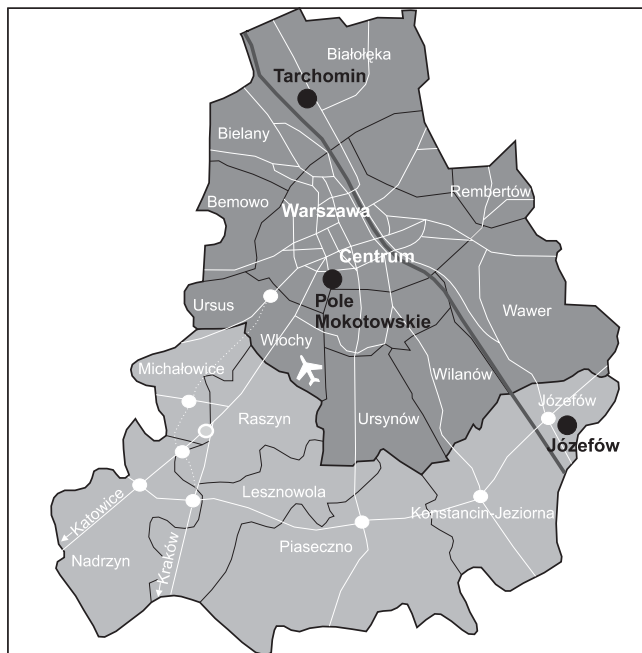 Białołęka
Tarchomin
Bielany
Rembertów
Bemowo
Warszawa
Centrum
Ursus
Pole
Mokotowskie
Wawer
Włochy
Michałowice
Wilanów
Raszyn
Ursynów
Józefów
Józefów
Lesznowola
Katowice
Konstancin-Jeziorna
Piaseczno
Nadrzyn
Kraków